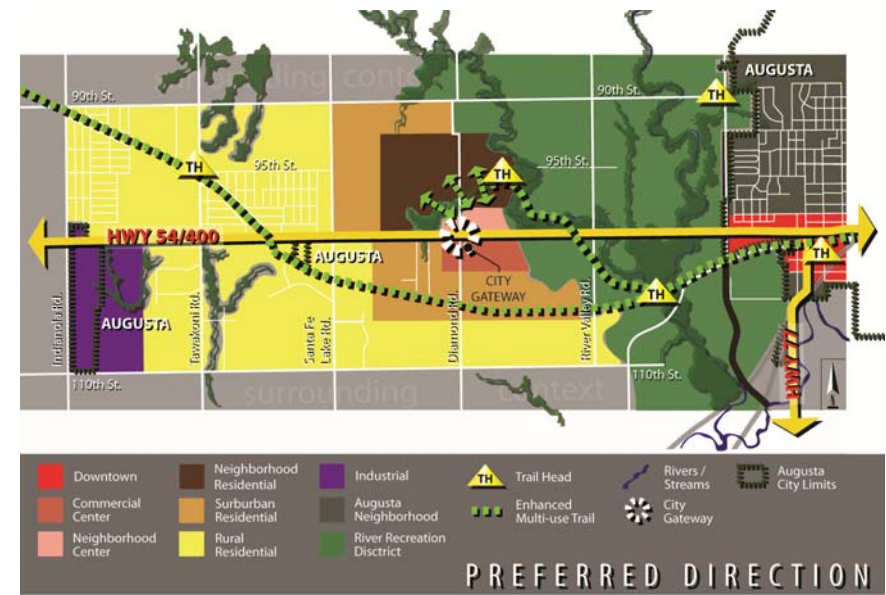 surrounding context
AUGUSTA
90th St.
90th St.
TH
TH
95th St.
TH
95th St.
HWY 54/400
AUGUSTA
CITY
GATEWAY
TH
TH
AUGUSTA
Indianola Rd.
Tawakoni Rd.
Santa Fe
Lake Rd.
Diamond Rd.
River Valley Rd.
HWY 77
110th St.
110th St.
surrounding context
Downtown
Commercial
Center
Neighborhood
Center
Neighborhood
Residential
Surburban
Residential
Rural
Residential
Industrial
Augusta
Neighborhood
River Recreation
Disctrict
TH
Trail Head
Enhanced
Multi-use Trail
Rivers /
Streams
City
Gateway
Augusta
City Limits
PREFERRED DIRECTION